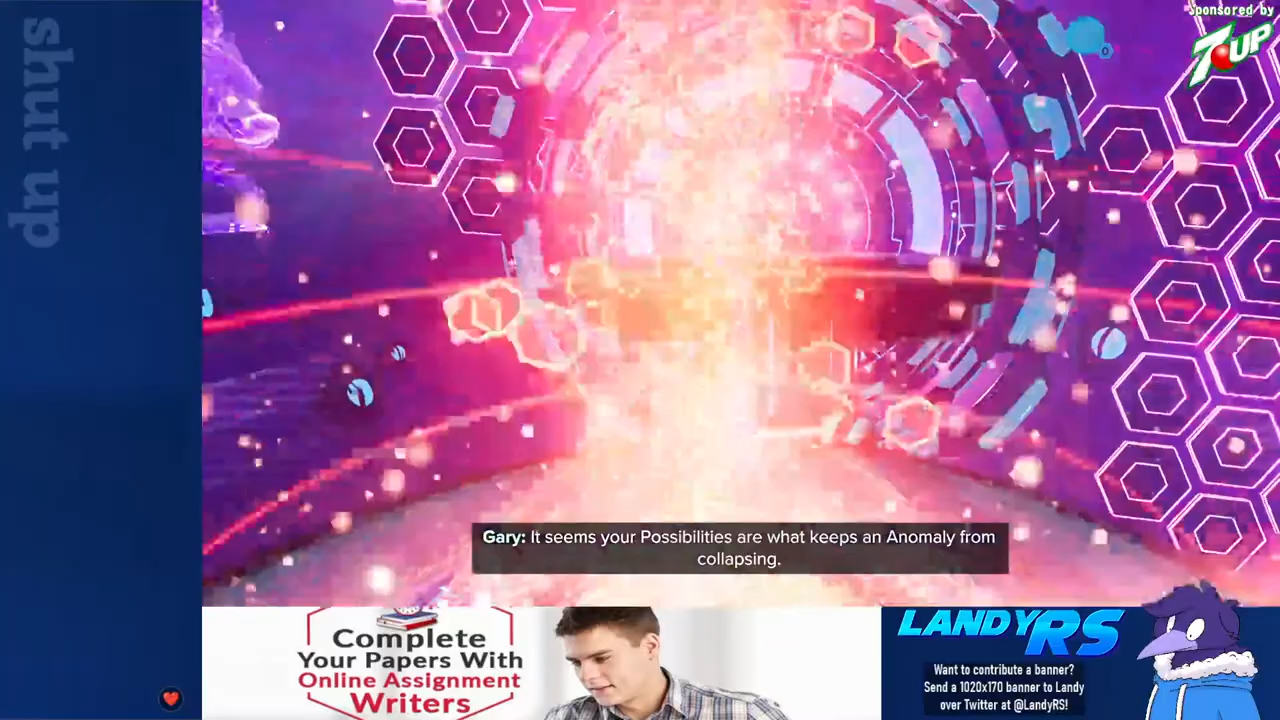 shut up
Sponsored by
7UP
Gary: It seems your Possibilities are what keeps an Anomaly from
collapsing.
Complete
Your Papers With
Online Assignment
Writers
LANDYRS
Want to contribute a banner?
Send a 1020x170 banner to Landy
over Twitter at @LandyRS!